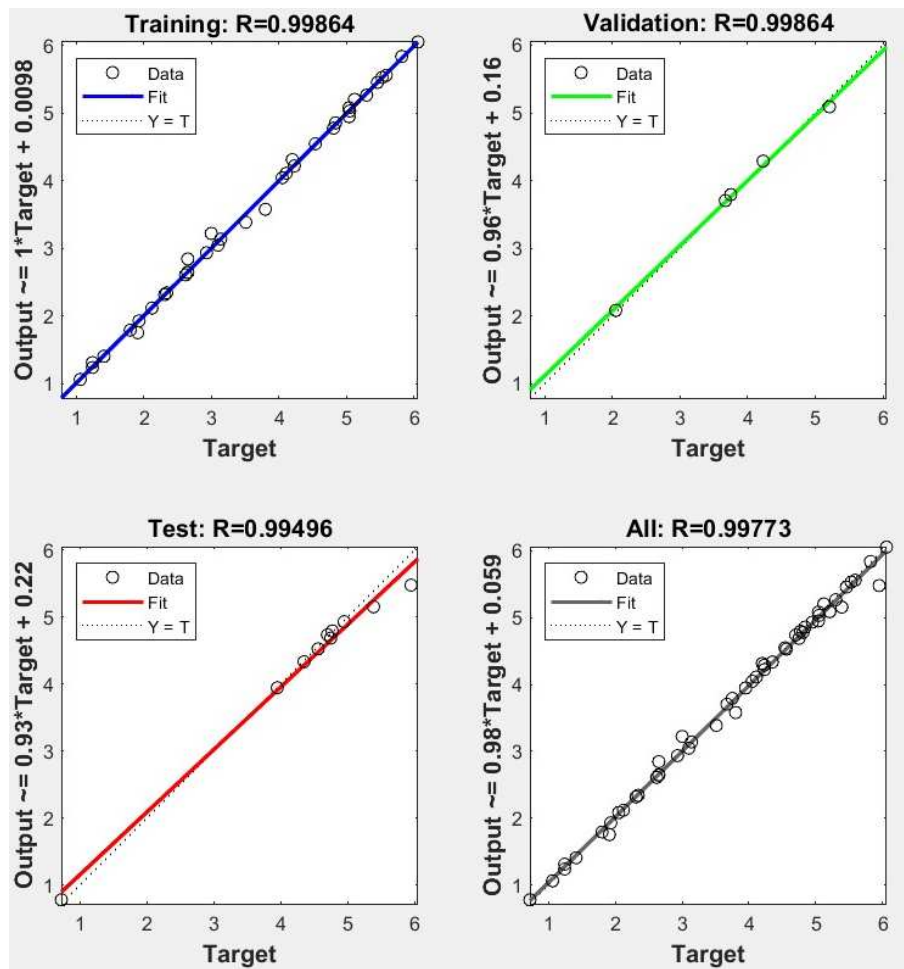 Training: R=0.99864
Output ~= 1*Target + 0.0098
6
5
4
3
2
1
Data
Fit
Y = T
1 2 3 4 5 6
Target
Validation: R=0.99864
Output ~= 0.96*Target + 0.16
6
5
4
3
2
1
Data
Fit
Y = T
1 2 3 4 5 6
Target
Test: R=0.99496
Output ~= 0.93*Target + 0.22
6
5
4
3
2
1
Data
Fit
Y = T
1 2 3 4 5 6
Target
All: R=0.99773
Output ~= 0.98*Target + 0.059
6
5
4
3
2
1
Data
Fit
Y = T
1 2 3 4 5 6
Target